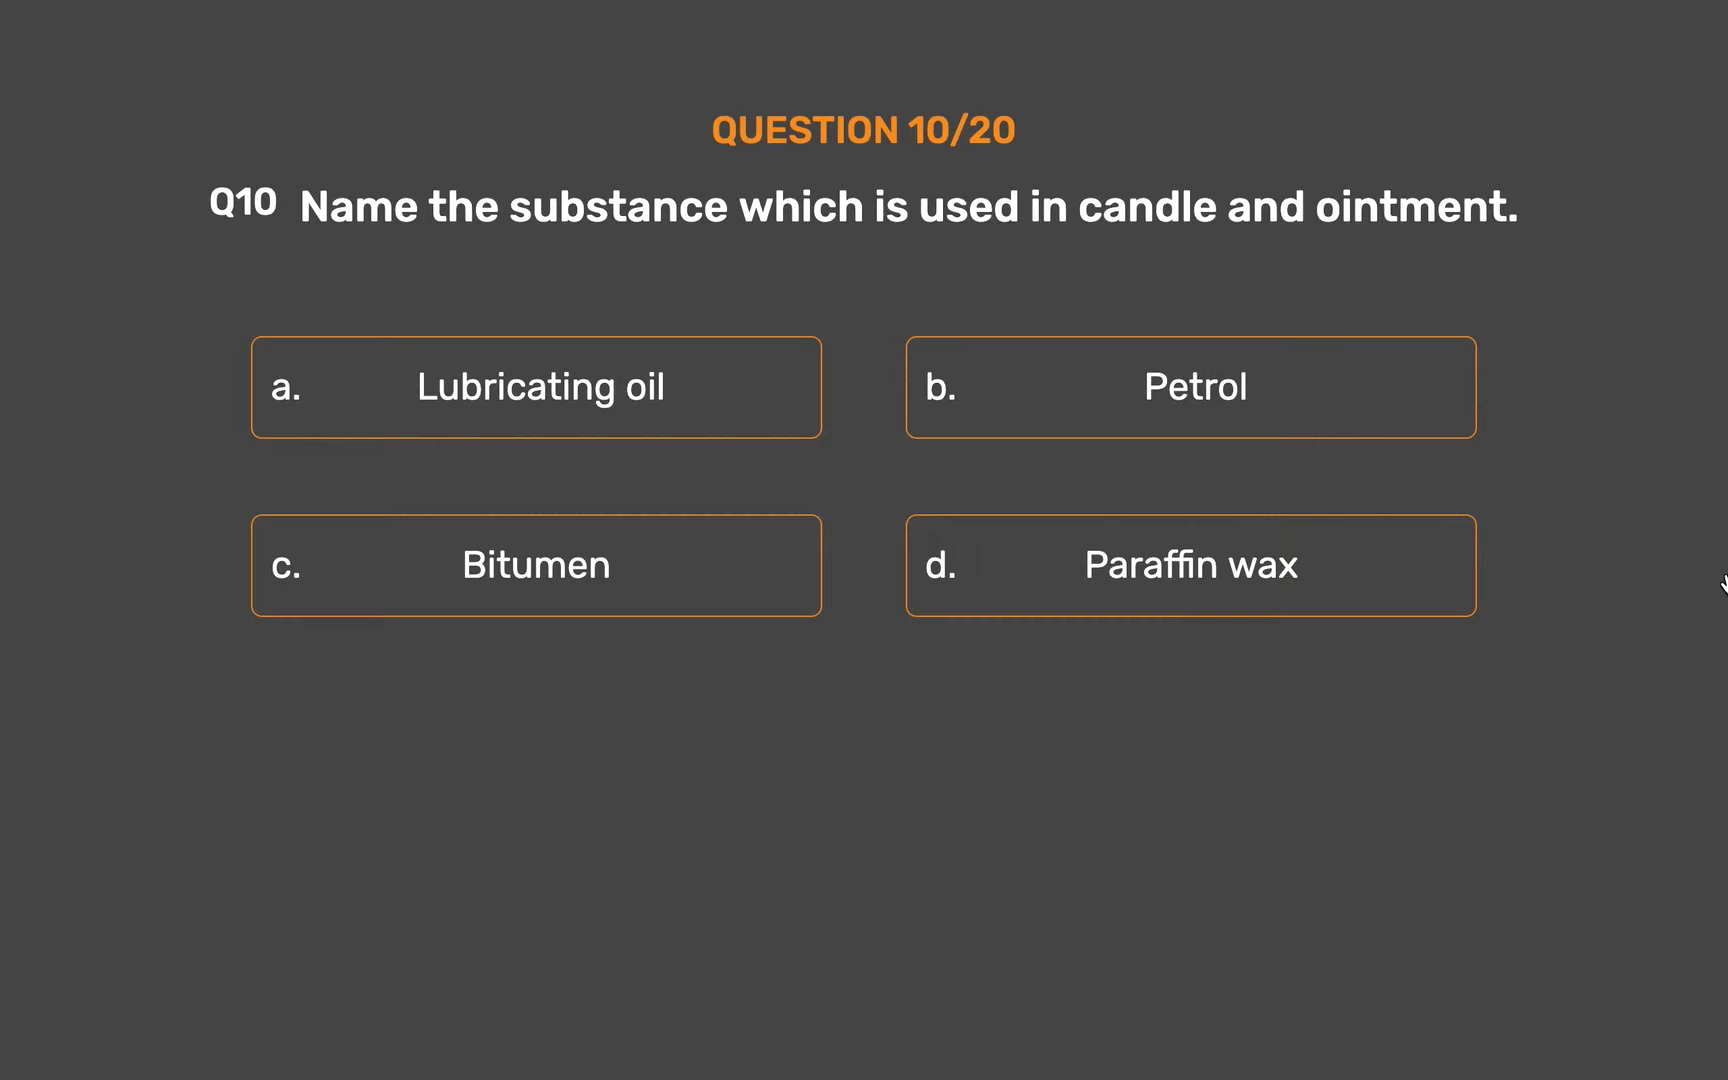 QUESTION 10/20
Q10 Name the substance which is used in candle and ointment.
a. Lubricating oil
b. Petrol
c. Bitumen
d. Paraffin wax